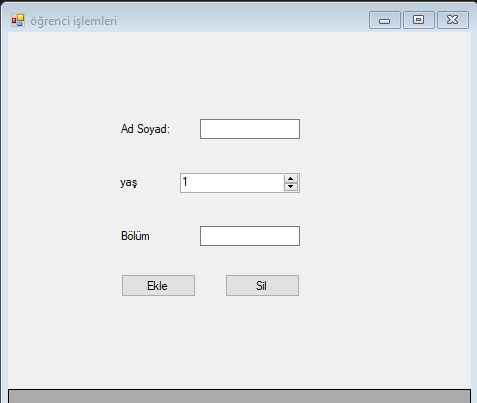 öğrenci işlemleri
Ad Soyad:
yaş 1
Bölüm
Ekle Sil